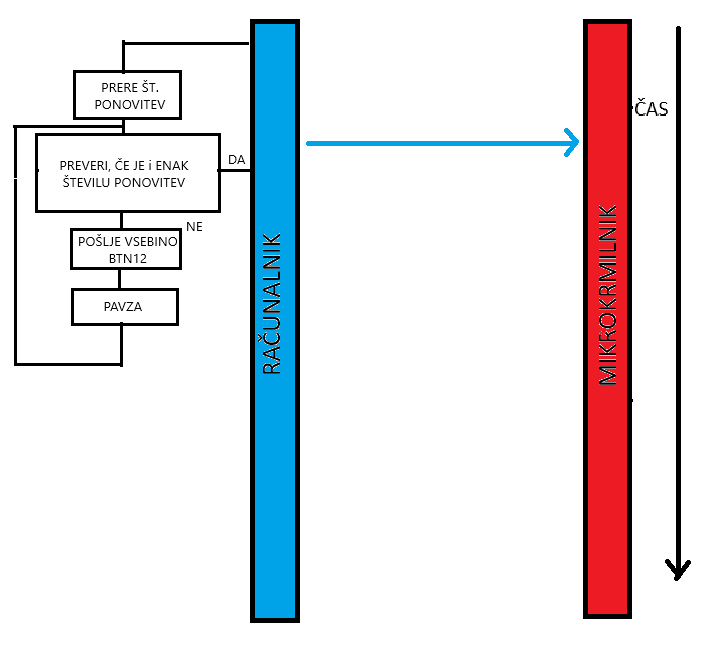 PRERE ŠT.
PONOVITEV
PREVERI, ČE JE i ENAK
ŠTEVILU PONOVITEV
DA
NE
POŠLJE VSEBINO
BTN12
PAVZA
RAČUNALNIK
MIKROKRMILNIK
ČAS